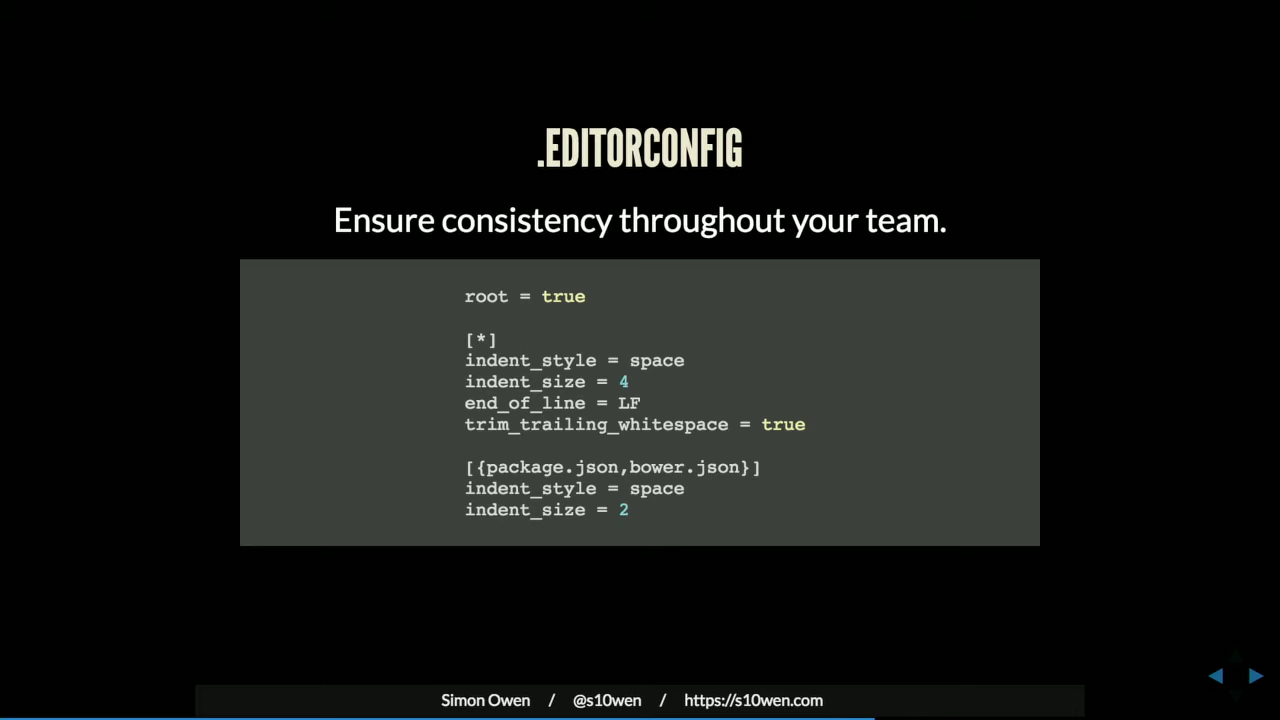 .EDITORCONFIG
Ensure consistency throughout your team.
root = true
[*]
indent_style = space
indent_size = 4
end_of_line = LF
trim_trailing_whitespace = true
[{package.json,bower.json}]
indent_style = space
indent_size = 2
Simon Owen / @s10wen / https://s10wen.com